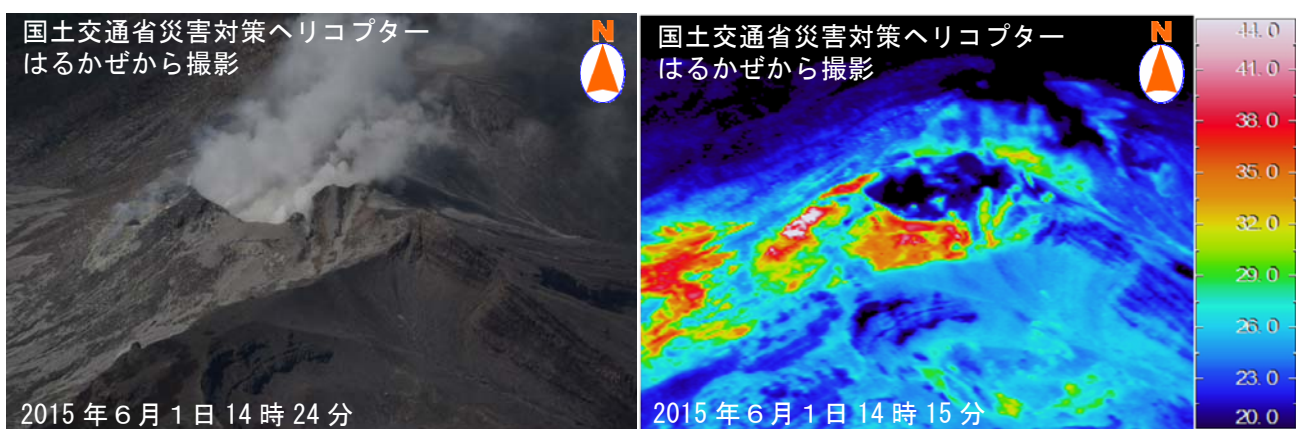 国土交通省災害対策ヘリコプター
はるかぜから撮影
N
2015年６月１日14時24分
国土交通省災害対策ヘリコプター
はるかぜから撮影
N
2015年６月１日14時15分
44.0
41.0
38.0
35.0
32.0
29.0
26.0
23.0
20.0